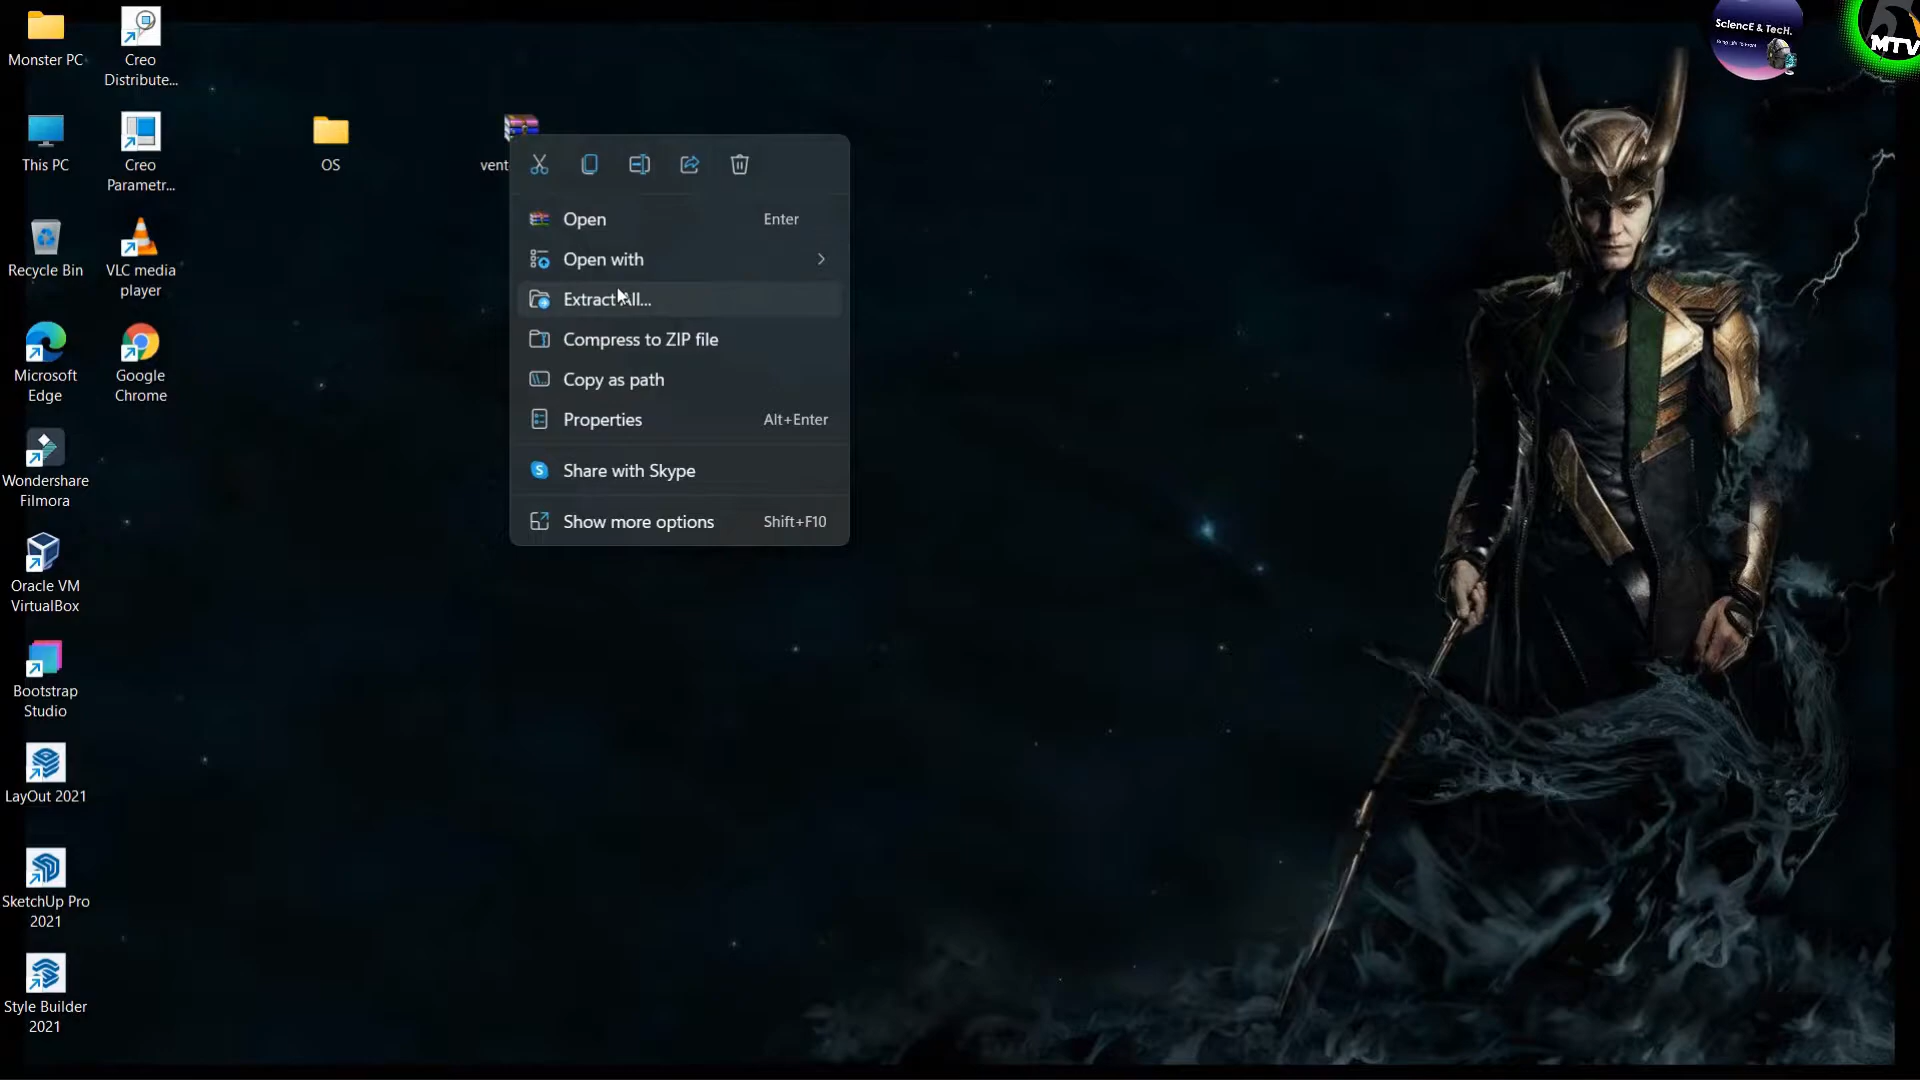 Monster PC
Creo
Distribute...
This PC
Creo
Parametr...
OS
vent
Recycle Bin
VLC media
player
Microsoft
Edge
Google
Chrome
Wondershare
Filmora
Oracle VM
VirtualBox
Bootstrap
Studio
LayOut 2021
SketchUp Pro
2021
Style Builder
2021
Open
Enter
Open with
Extract All...
Compress to ZIP file
Copy as path
Properties
Alt+Enter
Share with Skype
Show more options
Shift+F10
SciencE & TecH.
MTV